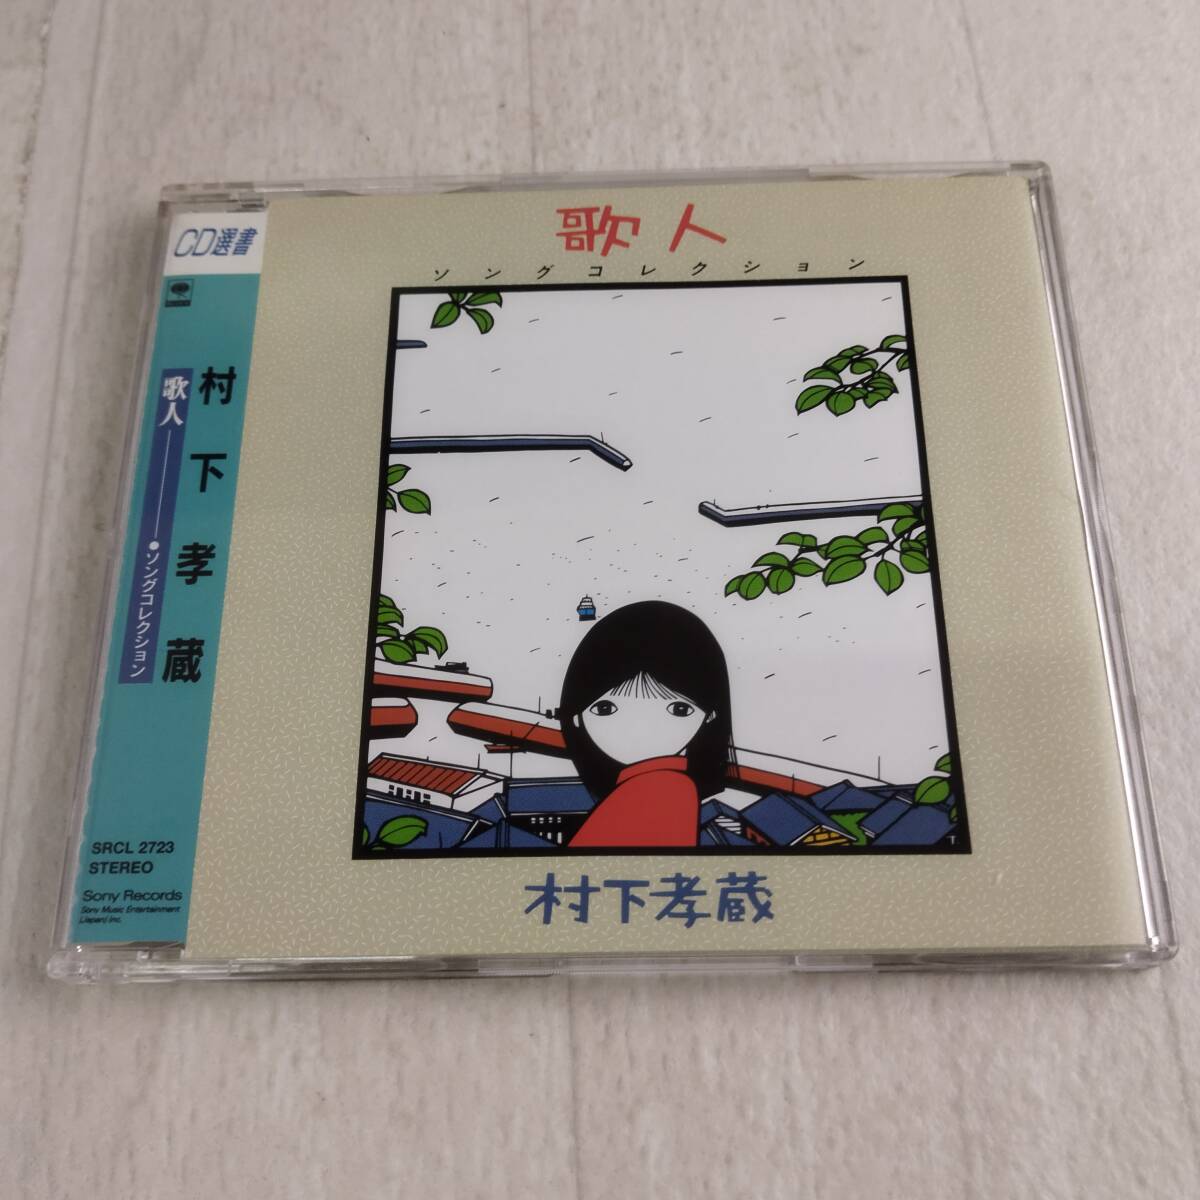 CD選書
村下孝蔵
歌人
ソングコレクション
SRCL 2723
STEREO
Sony Records
Sony Music Entertainment
(Japan) Inc.
歌人
ソングコレクション
T
村下孝蔵